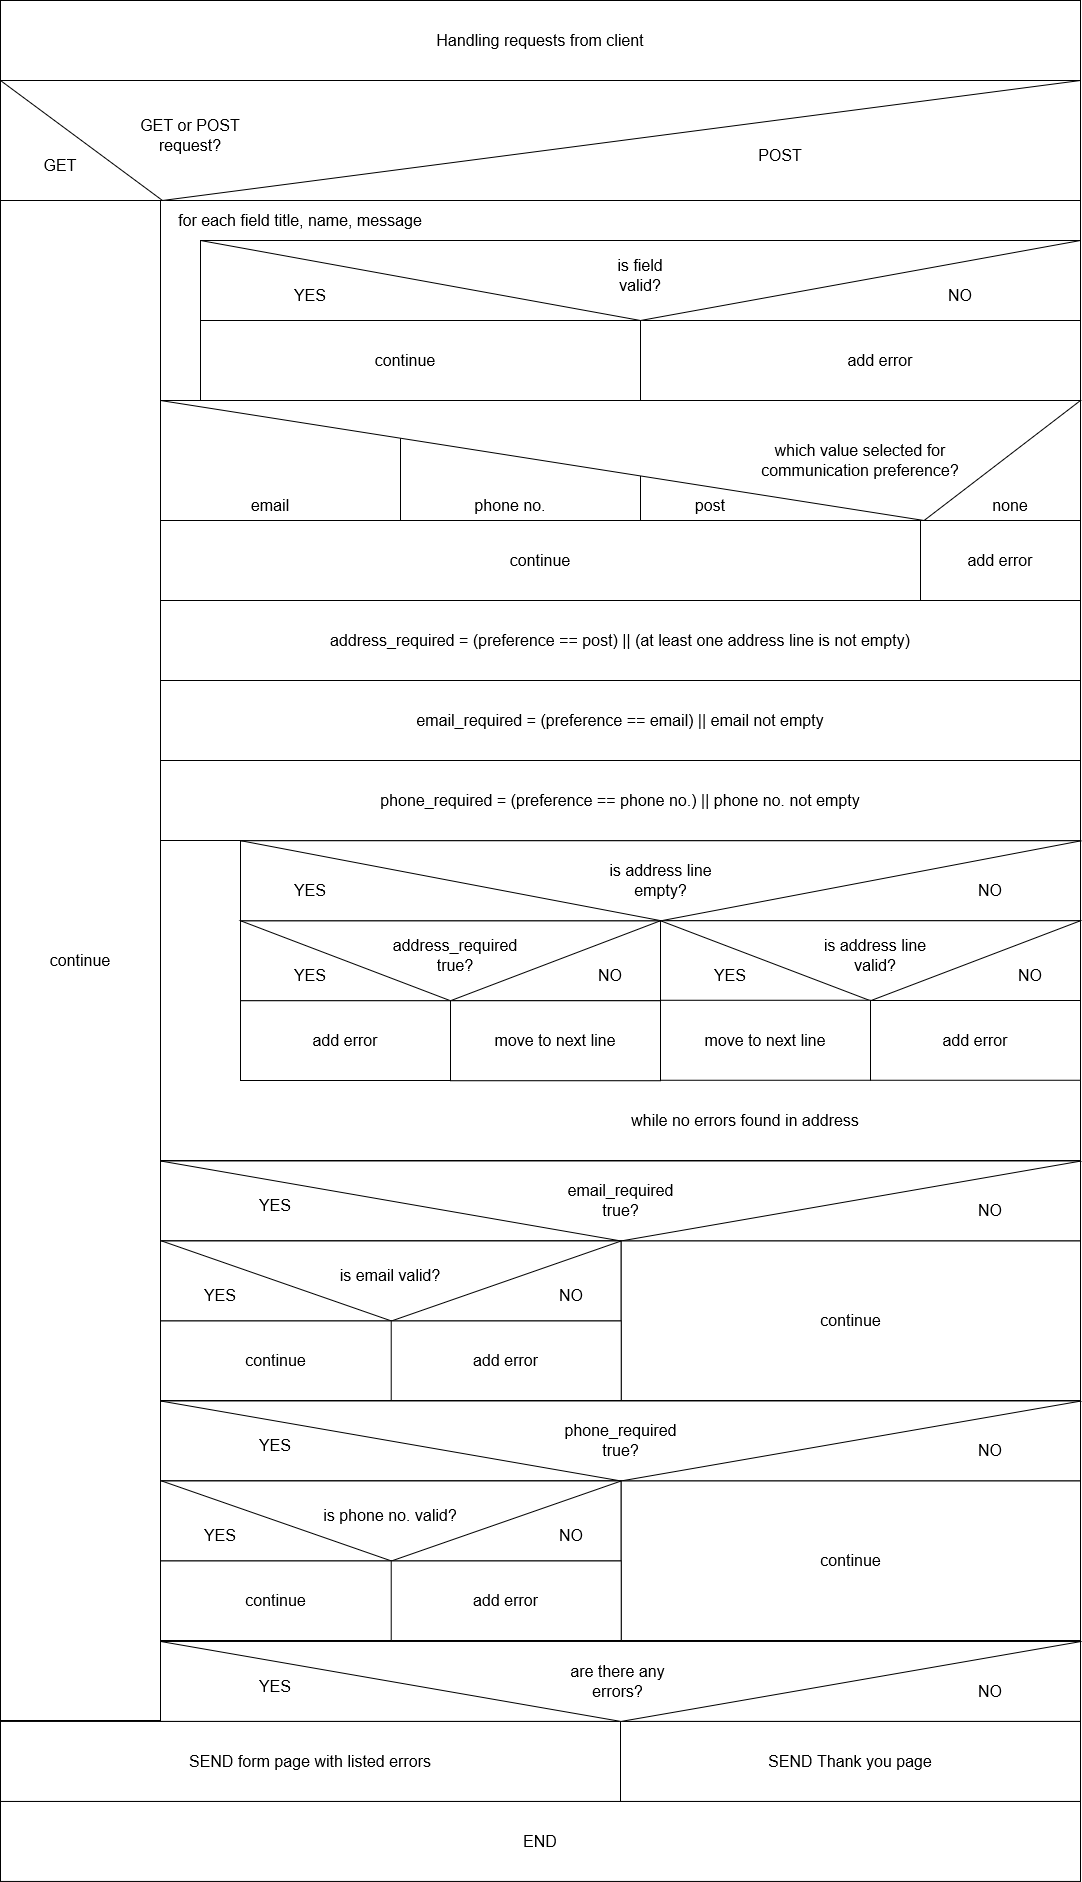 Handling requests from client
GET or POST
request?
GET
POST
for each field title, name, message
is field
valid?
YES
NO
continue
add error
which value selected for
communication preference?
email
phone no.
post
none
continue
add error
address_required = (preference == post) || (at least one address line is not empty)
email_required = (preference == email) || email not empty
phone_required = (preference == phone no.) || phone no. not empty
is address line
empty?
YES
NO
address_required
true?
YES
NO
is address line
valid?
YES
NO
continue
add error
move to next line
move to next line
add error
while no errors found in address
email_required
true?
YES
NO
is email valid?
YES
NO
continue
add error
continue
phone_required
true?
YES
NO
is phone no. valid?
YES
NO
continue
add error
continue
are there any
errors?
YES
NO
SEND form page with listed errors
SEND Thank you page
END